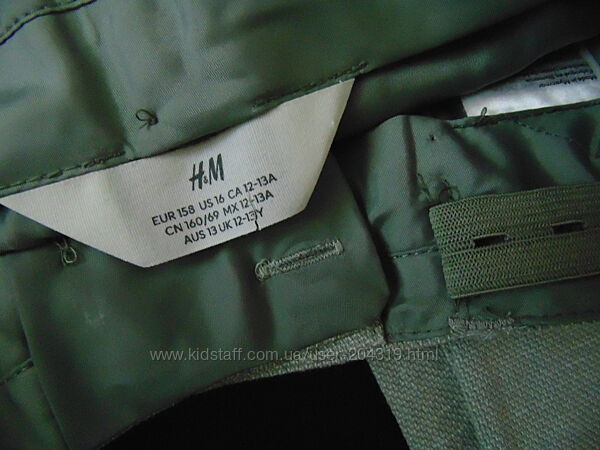 H&M
EUR 158 US 16 CA 12-13A
CN 160/69 MX 12-13A
AUS 13 UK 12-13Y
www.kidstaff.com.ua/user-204319.html